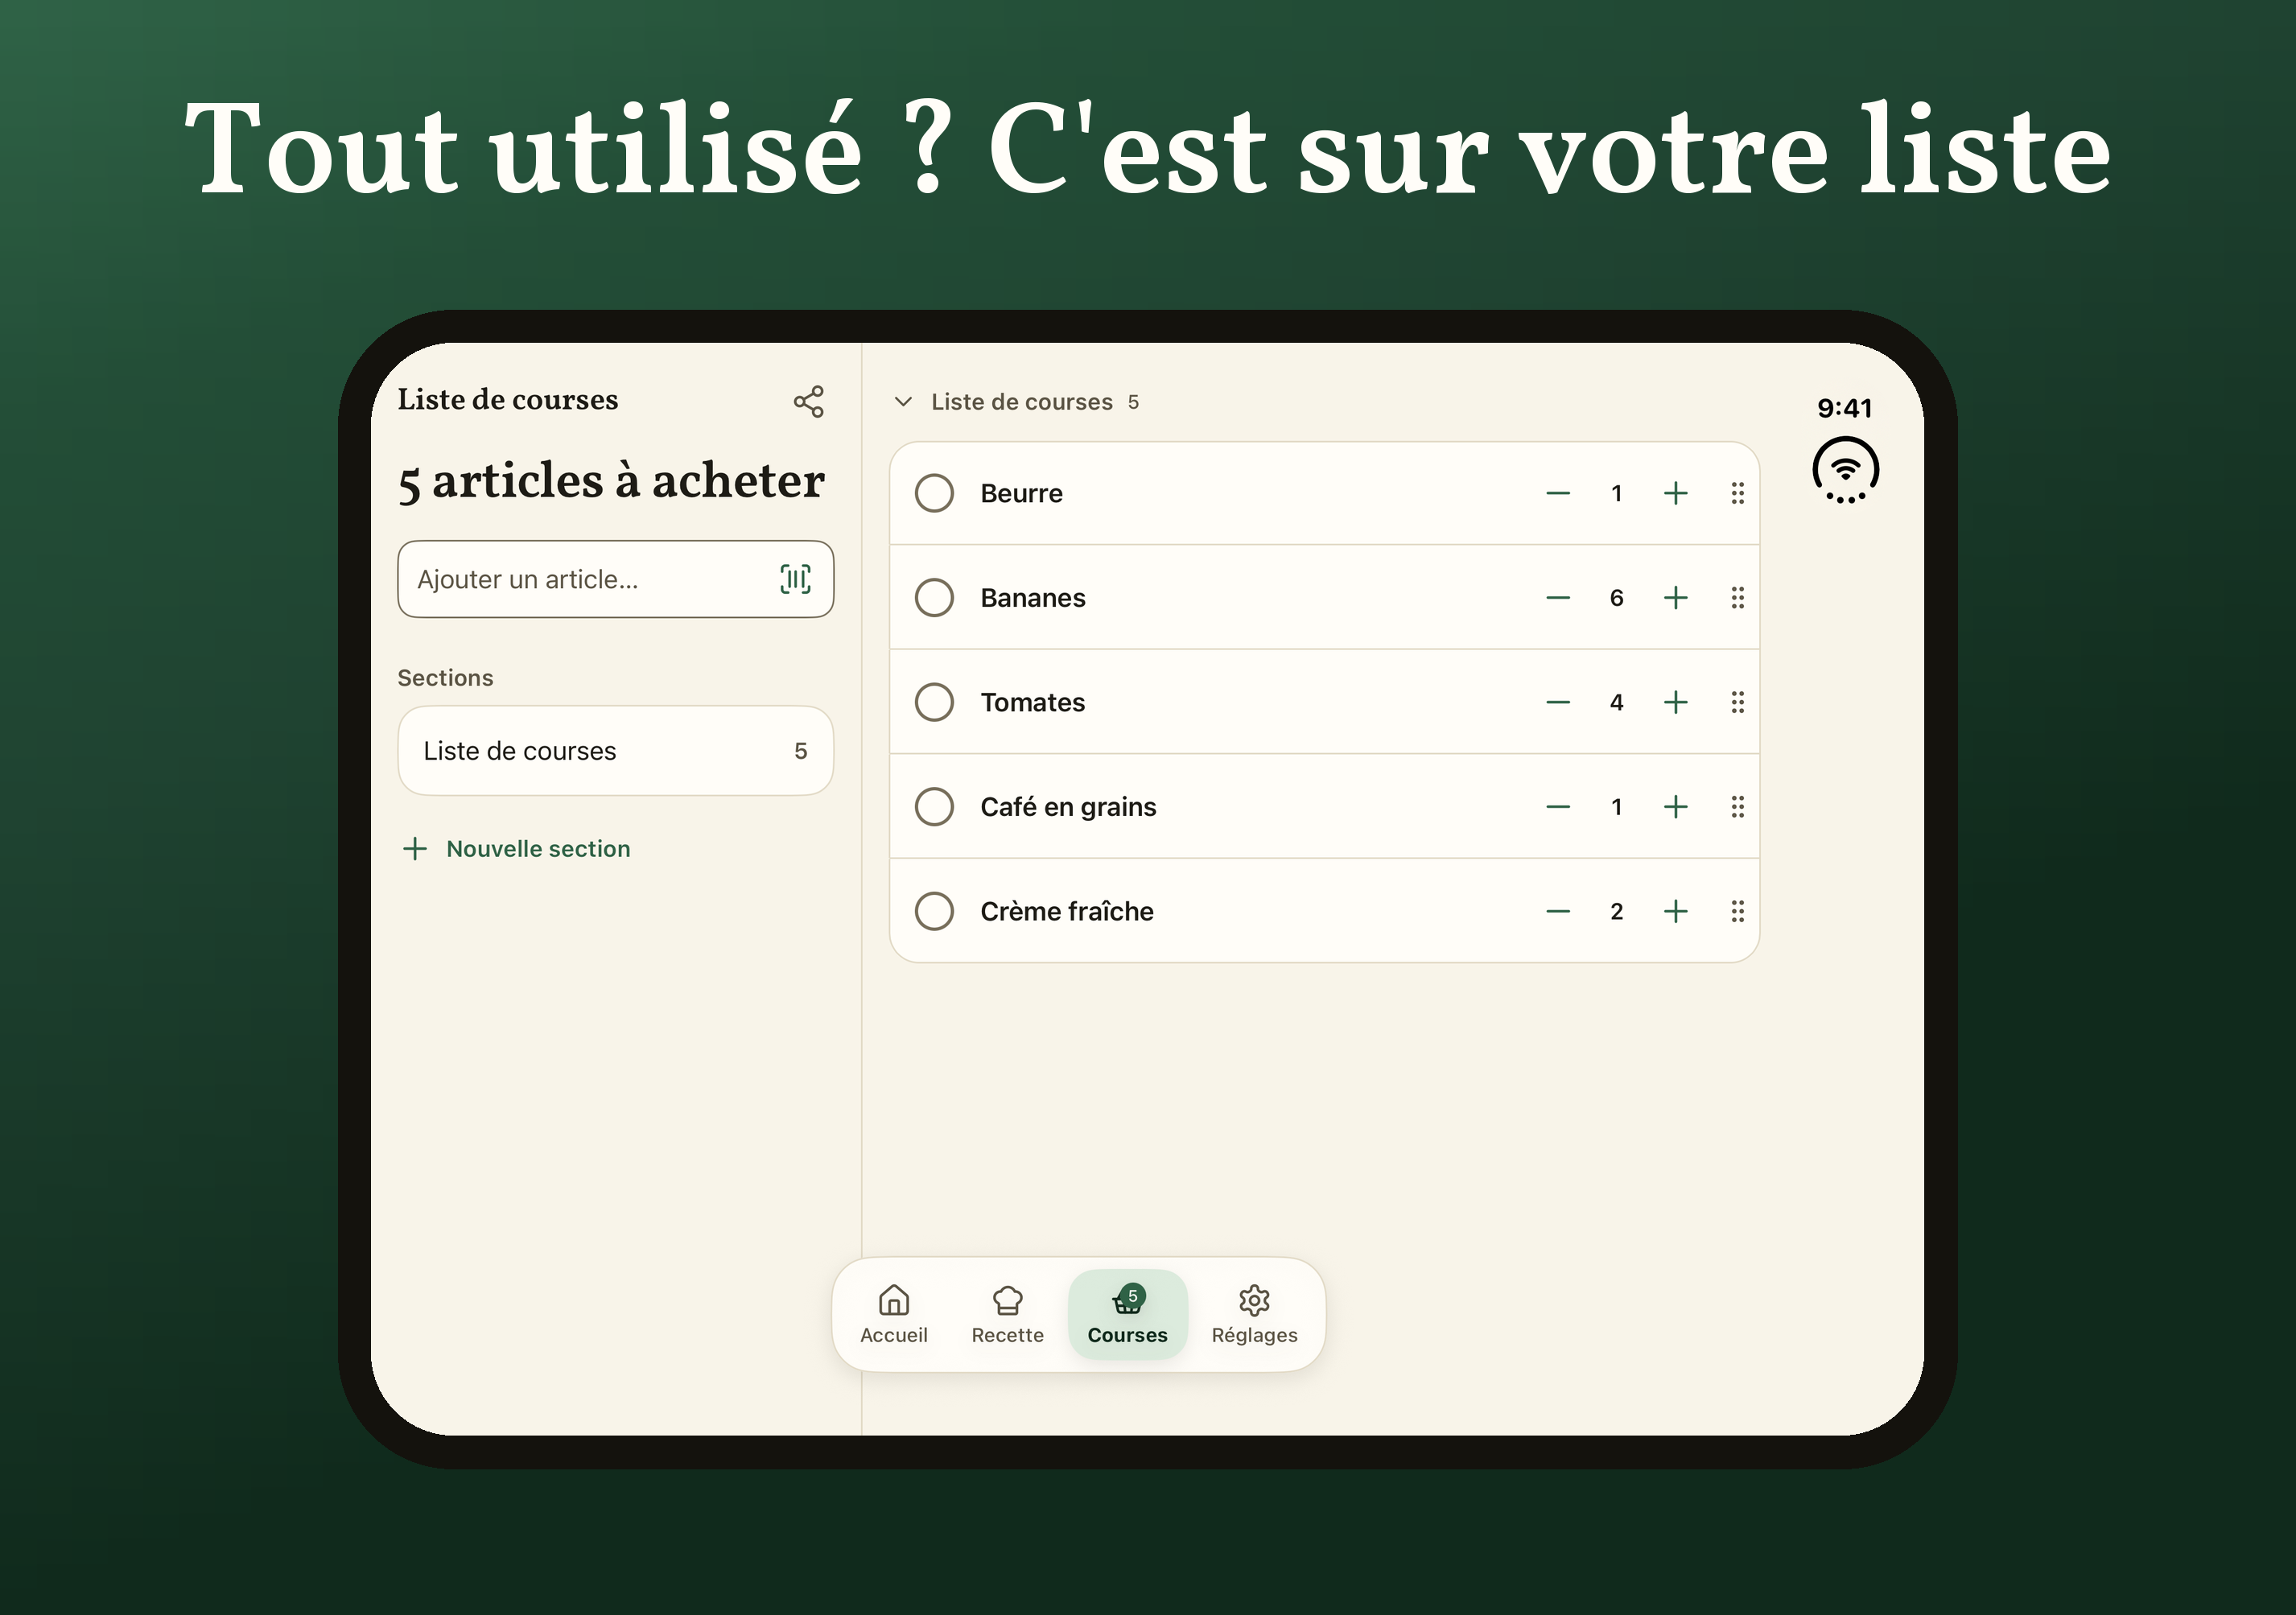 Tout utilisé ? C'est sur votre liste
Liste de courses
5 articles à acheter
Ajouter un article...
Sections
Liste de courses 5
Nouvelle section
Liste de courses 5
Beurre 1
Bananes 6
Tomates 4
Café en grains 1
Crème fraîche 2
9:41
5
Accueil Recette Courses Réglages